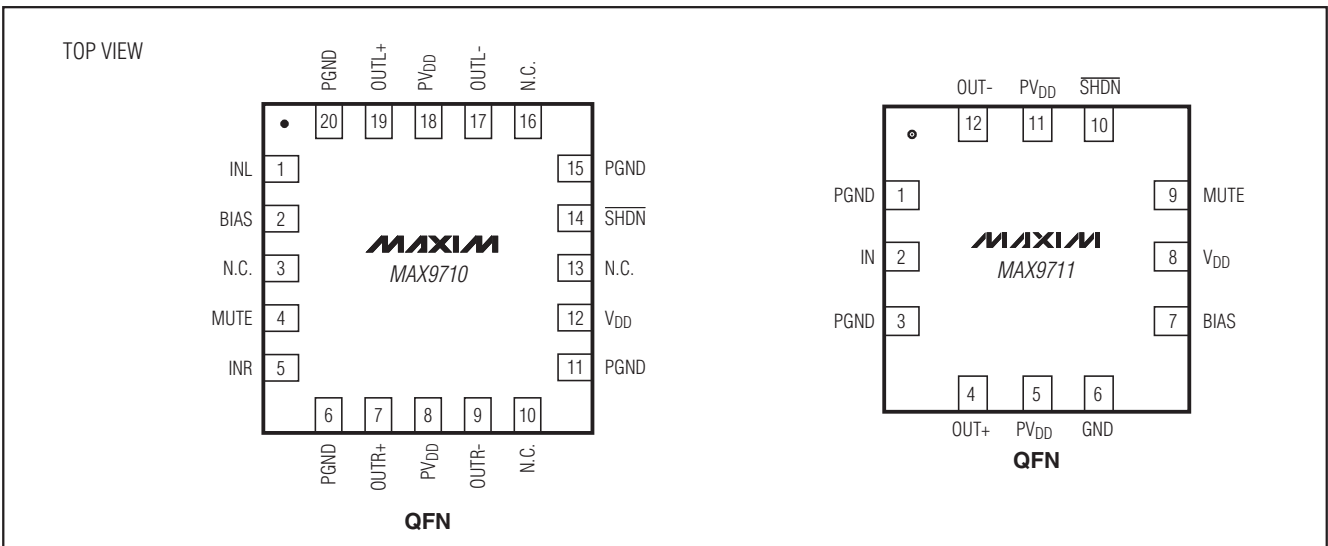 TOP VIEW
PGND OUTL+ PVDD OUTL- N.C.
20 19 18 17 16
INL 1
BIAS 2
N.C. 3
MUTE 4
INR 5
MAXIM
MAX9710
15 PGND
14 SHDN
13 N.C.
12 VDD
11 PGND
6 7 8 9 10
PGND OUTR+ PVDD OUTR- N.C.
QFN
OUT- PVDD SHDN
12 11 10
PGND 1
IN 2
PGND 3
MAXIM
MAX9711
9 MUTE
8 VDD
7 BIAS
4 5 6
OUT+ PVDD GND
QFN